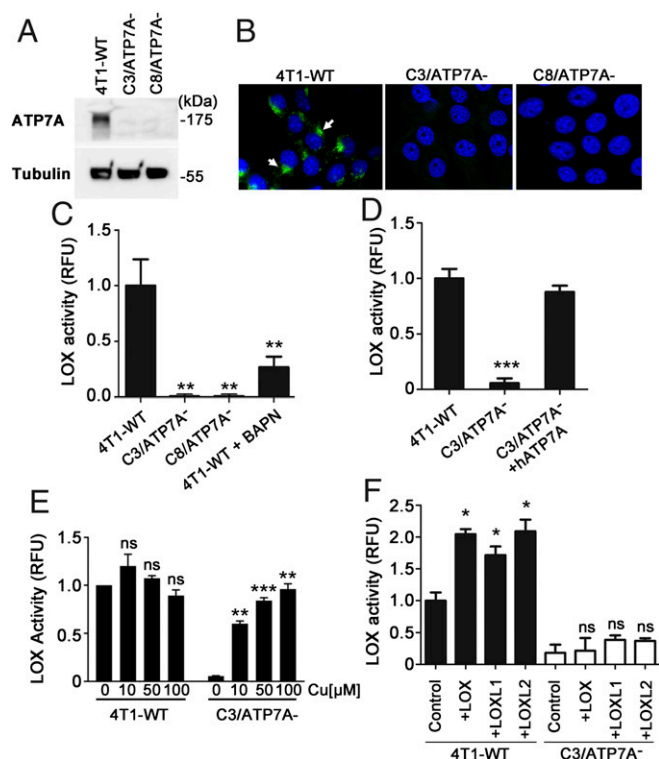 A
4T1-WT
C3/ATP7A-
C8/ATP7A-
(kDa)
ATP7A
-175
Tubulin
-55
B
4T1-WT
C3/ATP7A-
C8/ATP7A-
C
LOX activity (RFU)
1.5
1.0
0.5
0.0
**
**
**
4T1-WT
C3/ATP7A-
C8/ATP7A-
4T1-WT + BAPN
D
LOX activity (RFU)
1.5
1.0
0.5
0
***
4T1-WT
C3/ATP7A-
C3/ATP7A-
+hATP7A
E
LOX Activity (RFU)
1.5
1.0
0.5
0
ns
ns
ns
**
***
**
0 10 50 100 0 10 50 100 Cu[µM]
4T1-WT C3/ATP7A-
F
LOX Activity (RFU)
2.5
2.0
1.5
1.0
0.5
0
*
*
*
ns
ns
ns
Control
+LOX
+LOXL1
+LOXL2
Control
+LOX
+LOXL1
+LOXL2
4T1-WT C3/ATP7A-